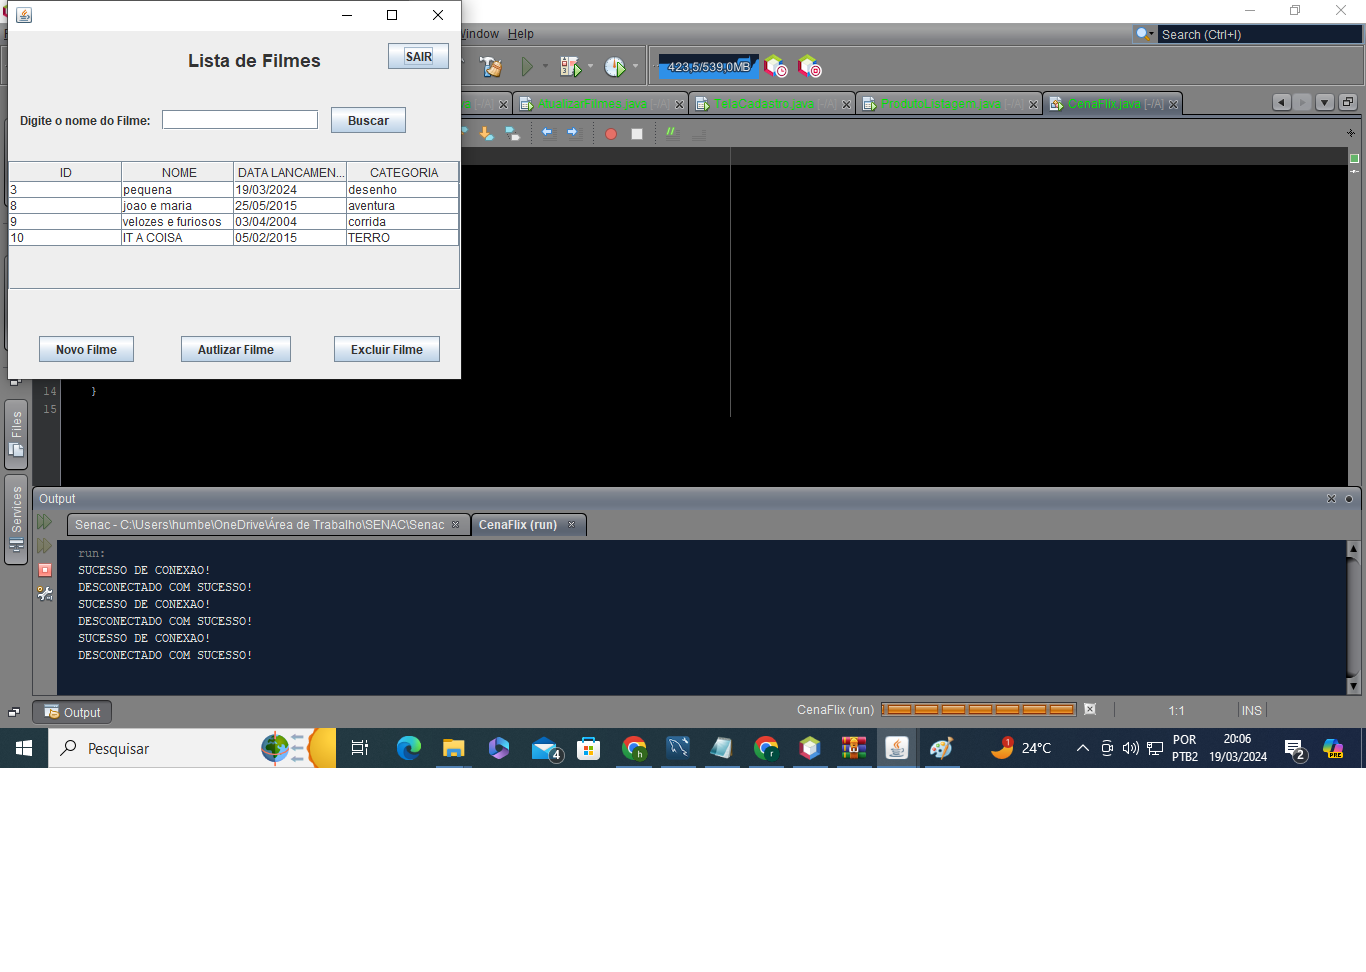 Lista de Filmes
SAIR
Digite o nome do Filme:
Buscar
ID NOME DATA LANCAMEN... CATEGORIA
3 pequena 19/03/2024 desenho
8 joao e maria 25/05/2015 aventura
9 velozes e furiosos 03/04/2004 corrida
10 IT A COISA 05/02/2015 TERRO
Novo Filme
Autlizar Filme
Excluir Filme
Window Help
Search (Ctrl+I)
423,5/539,0MB
[-/A]
AtualizarFilmes.java [-/A]
TelaCadastro.java [-/A]
ProdutoListagem.java [-/A]
CenaFlix.java [-/A]
14 }
15
Files
Services
Output
Senac - C:\Users\humbe\OneDrive\Área de Trabalho\SENAC\Senac
CenaFlix (run)
run:
SUCESSO DE CONEXAO!
DESCONECTADO COM SUCESSO!
SUCESSO DE CONEXAO!
DESCONECTADO COM SUCESSO!
SUCESSO DE CONEXAO!
DESCONECTADO COM SUCESSO!
Output
CenaFlix (run)
1:1
INS
Pesquisar
4
24°C
POR
PTB2
20:06
19/03/2024
2